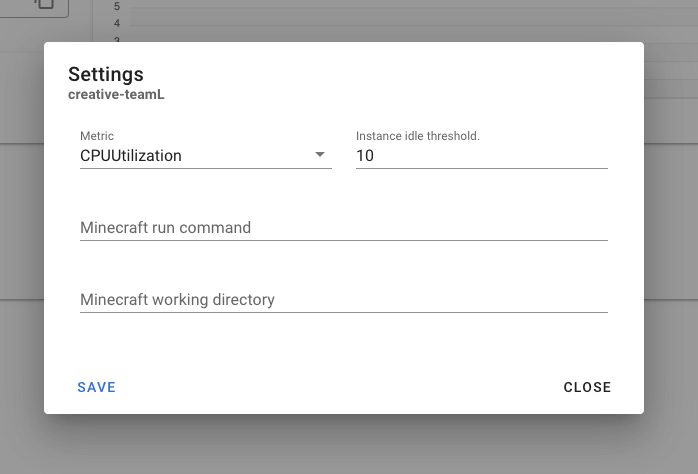 5
4
3
Settings
creative-teamL
Metric
Instance idle threshold.
CPUUtilization
10
Minecraft run command
Minecraft working directory
SAVE
CLOSE